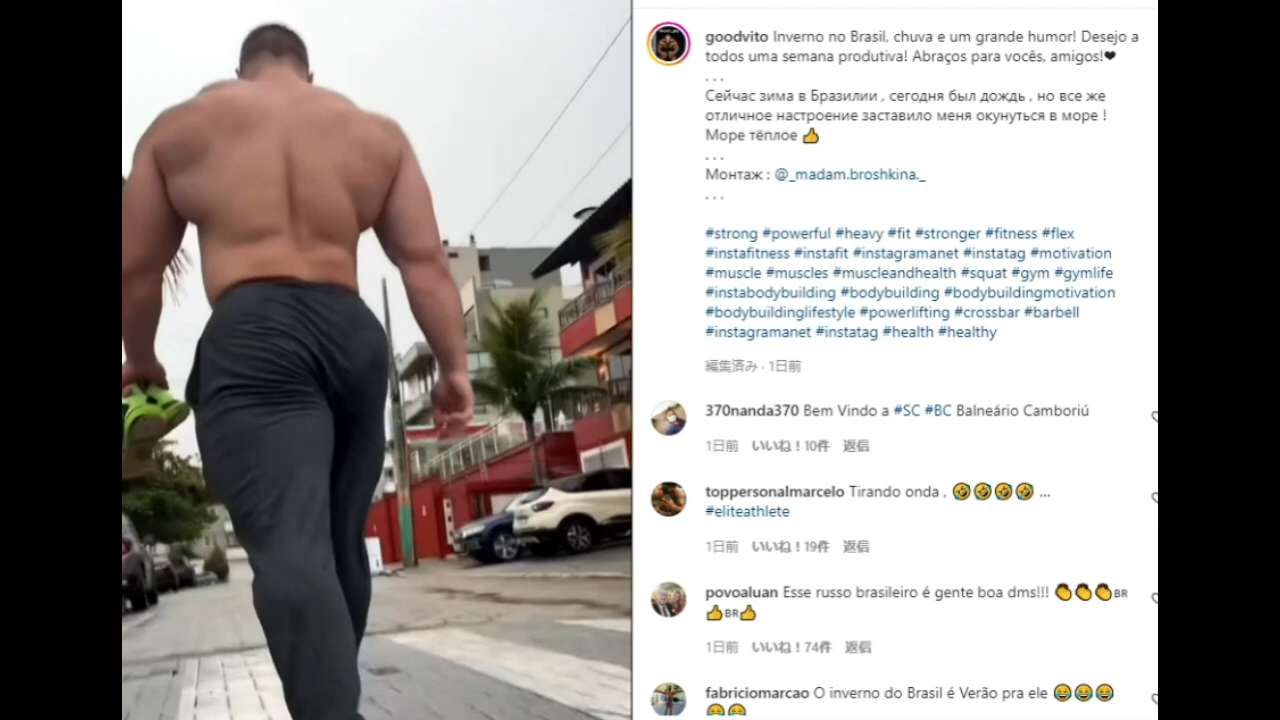 goodvito Inverno no Brasil, chuva e um grande humor! Desejo a
todos uma semana produtiva! Abraços para vocês, amigos!❤
. . .
Сейчас зима в Бразилии , сегодня был дождь , но все же
отличное настроение заставило меня окунуться в море !
Море тёплое 👍
. . .
Монтаж : @_madam.broshkina._
. . .
#strong #powerful #heavy #fit #stronger #fitness #flex
#instafitness #instafit #instagramanet #instatag #motivation
#muscle #muscles #muscleandhealth #squat #gym #gymlife
#instabodybuilding #bodybuilding #bodybuildingmotivation
#bodybuildinglifestyle #powerlifting #crossbar #barbell
#instagramanet #instatag #health #healthy
編集済み · 1日前
370nanda370 Bem Vindo a #SC #BC Balneário Camboriú
1日前 いいね！10件 返信
toppersonalmarcelo Tirando onda , 🤣🤣🤣🤣 ...
#eliteathlete
1日前 いいね！19件 返信
povoaluan Esse russo brasileiro é gente boa dms!!! 👏👏👏BR
👍BR👍
1日前 いいね！74件 返信
fabriciomarcao O inverno do Brasil é Verão pra ele 😂😂😂
😂😂